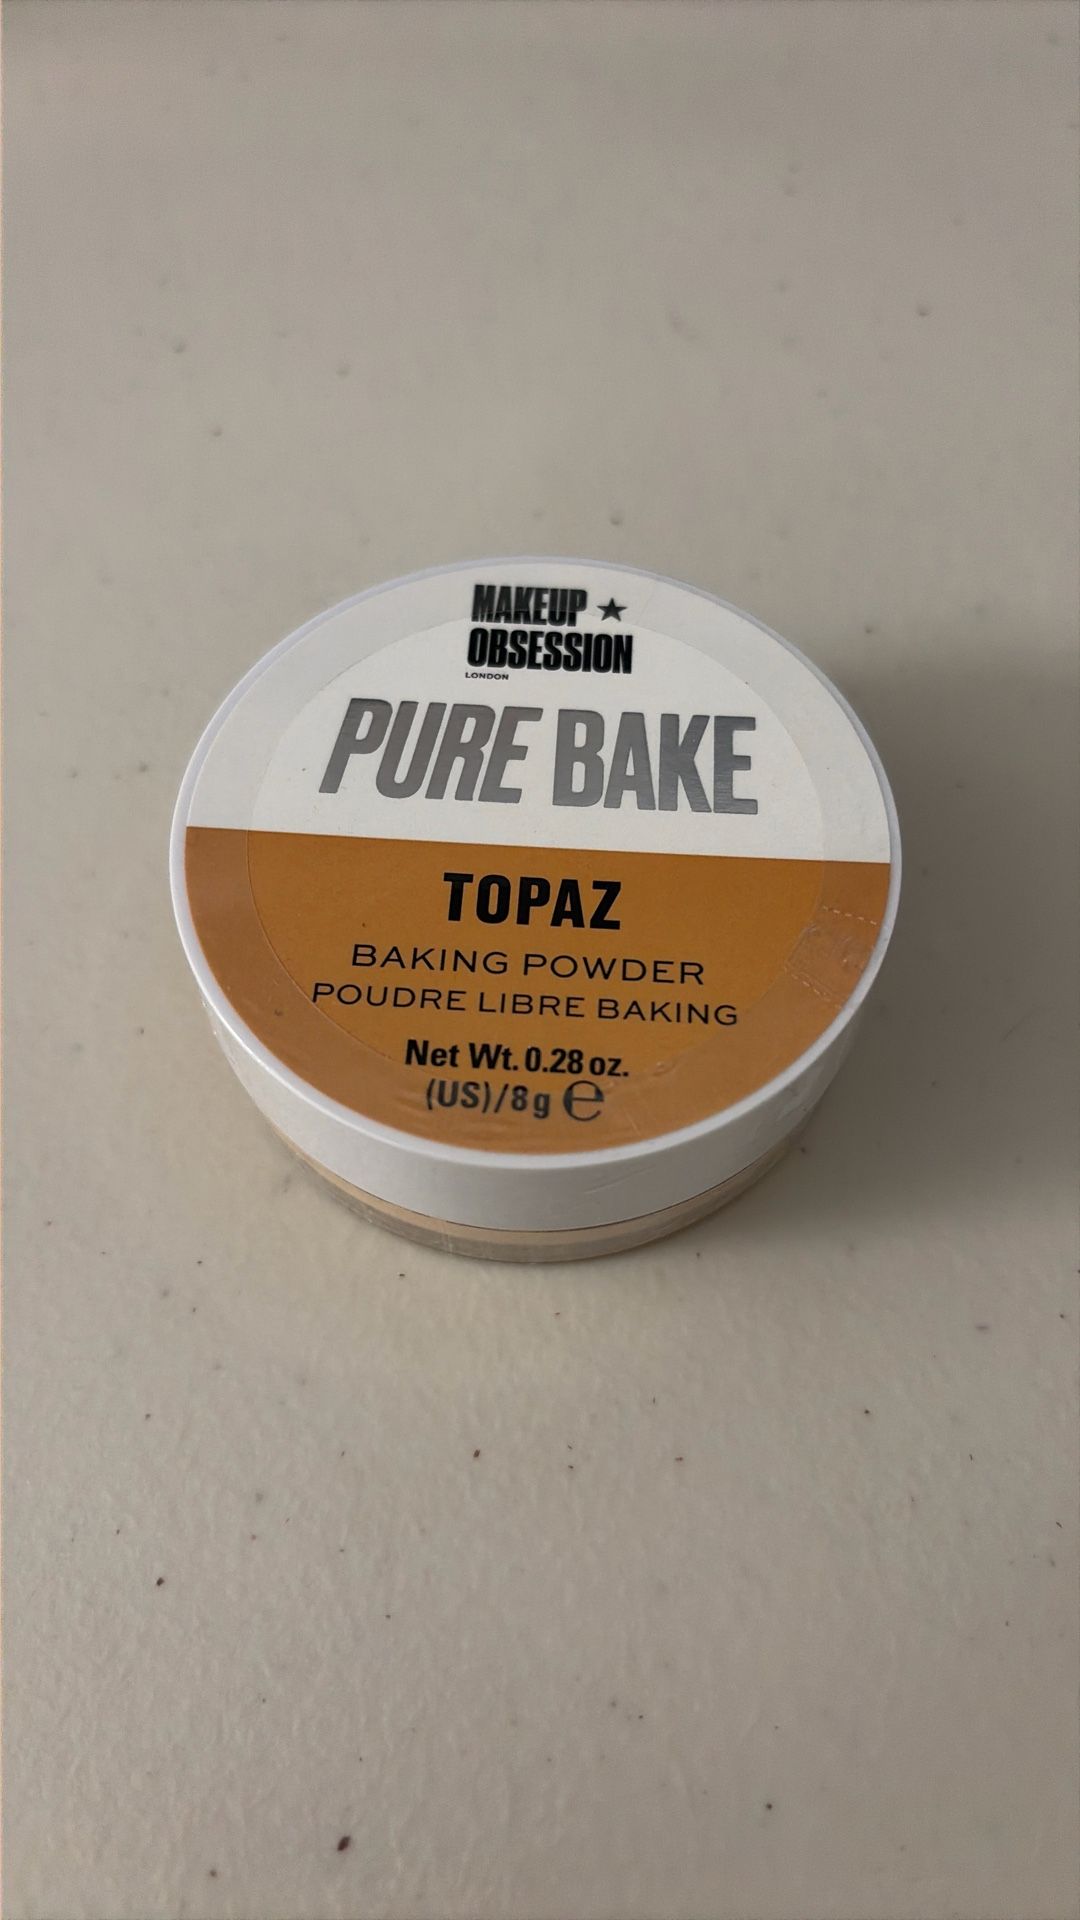 MAKEUP ★
OBSESSION
LONDON
PURE BAKE
TOPAZ
BAKING POWDER
POUDRE LIBRE BAKING
Net Wt. 0.28 oz.
(US)/8g ℮